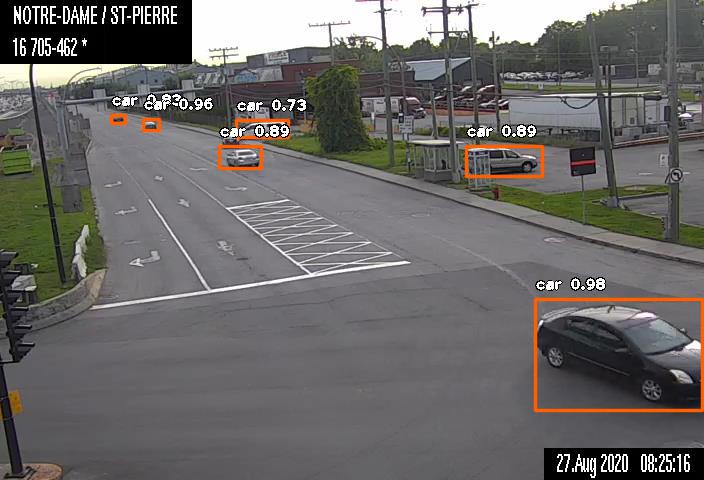 NOTRE-DAME / ST-PIERRE
16 705-462 *
car 0.96
car 0.73
car 0.89
car 0.89
car 0.98
27.Aug 2020 08:25:16